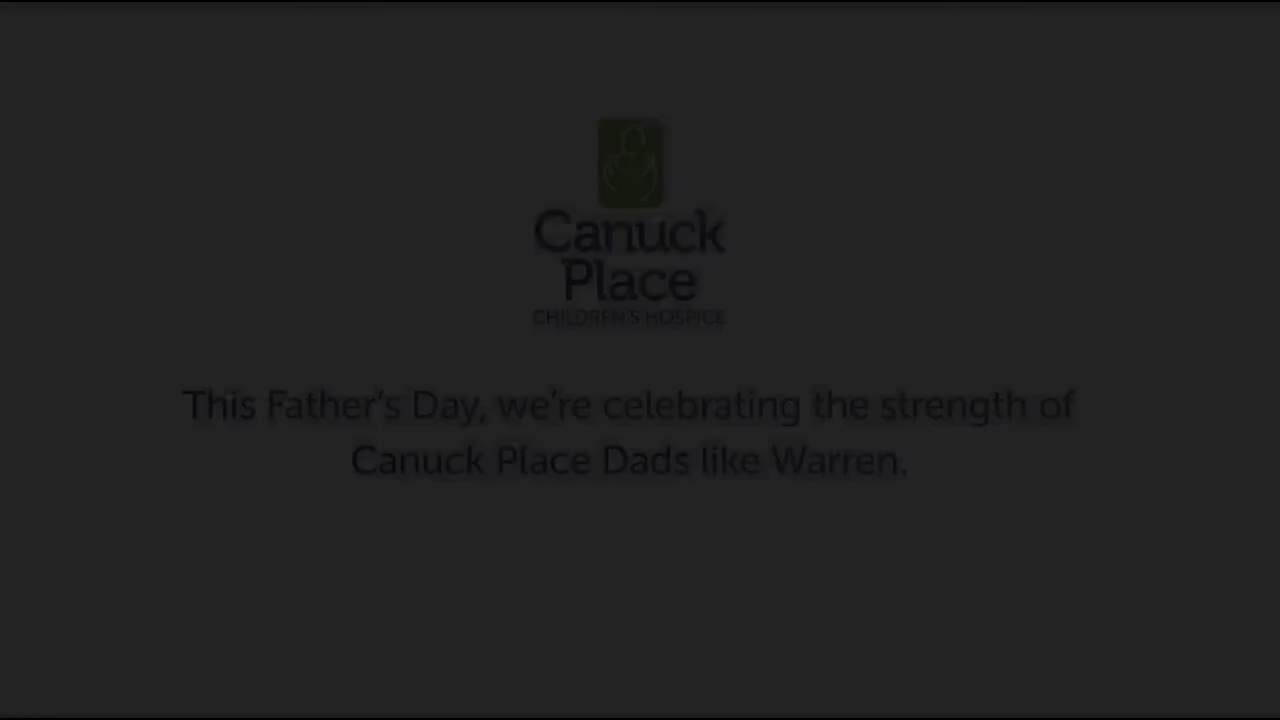 Canuck
Place
CHILDREN'S HOSPICE
This Father's Day, we're celebrating the strength of
Canuck Place Dads like Warren.